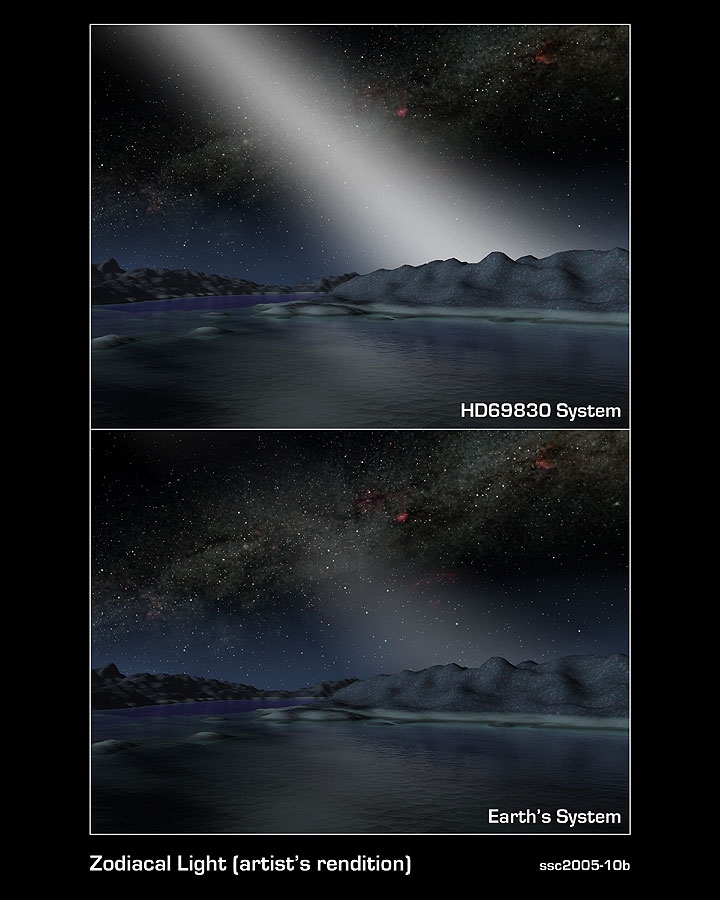 HD69830 System
Earth's System
Zodiacal Light (artist's rendition)
ssc2005-10b